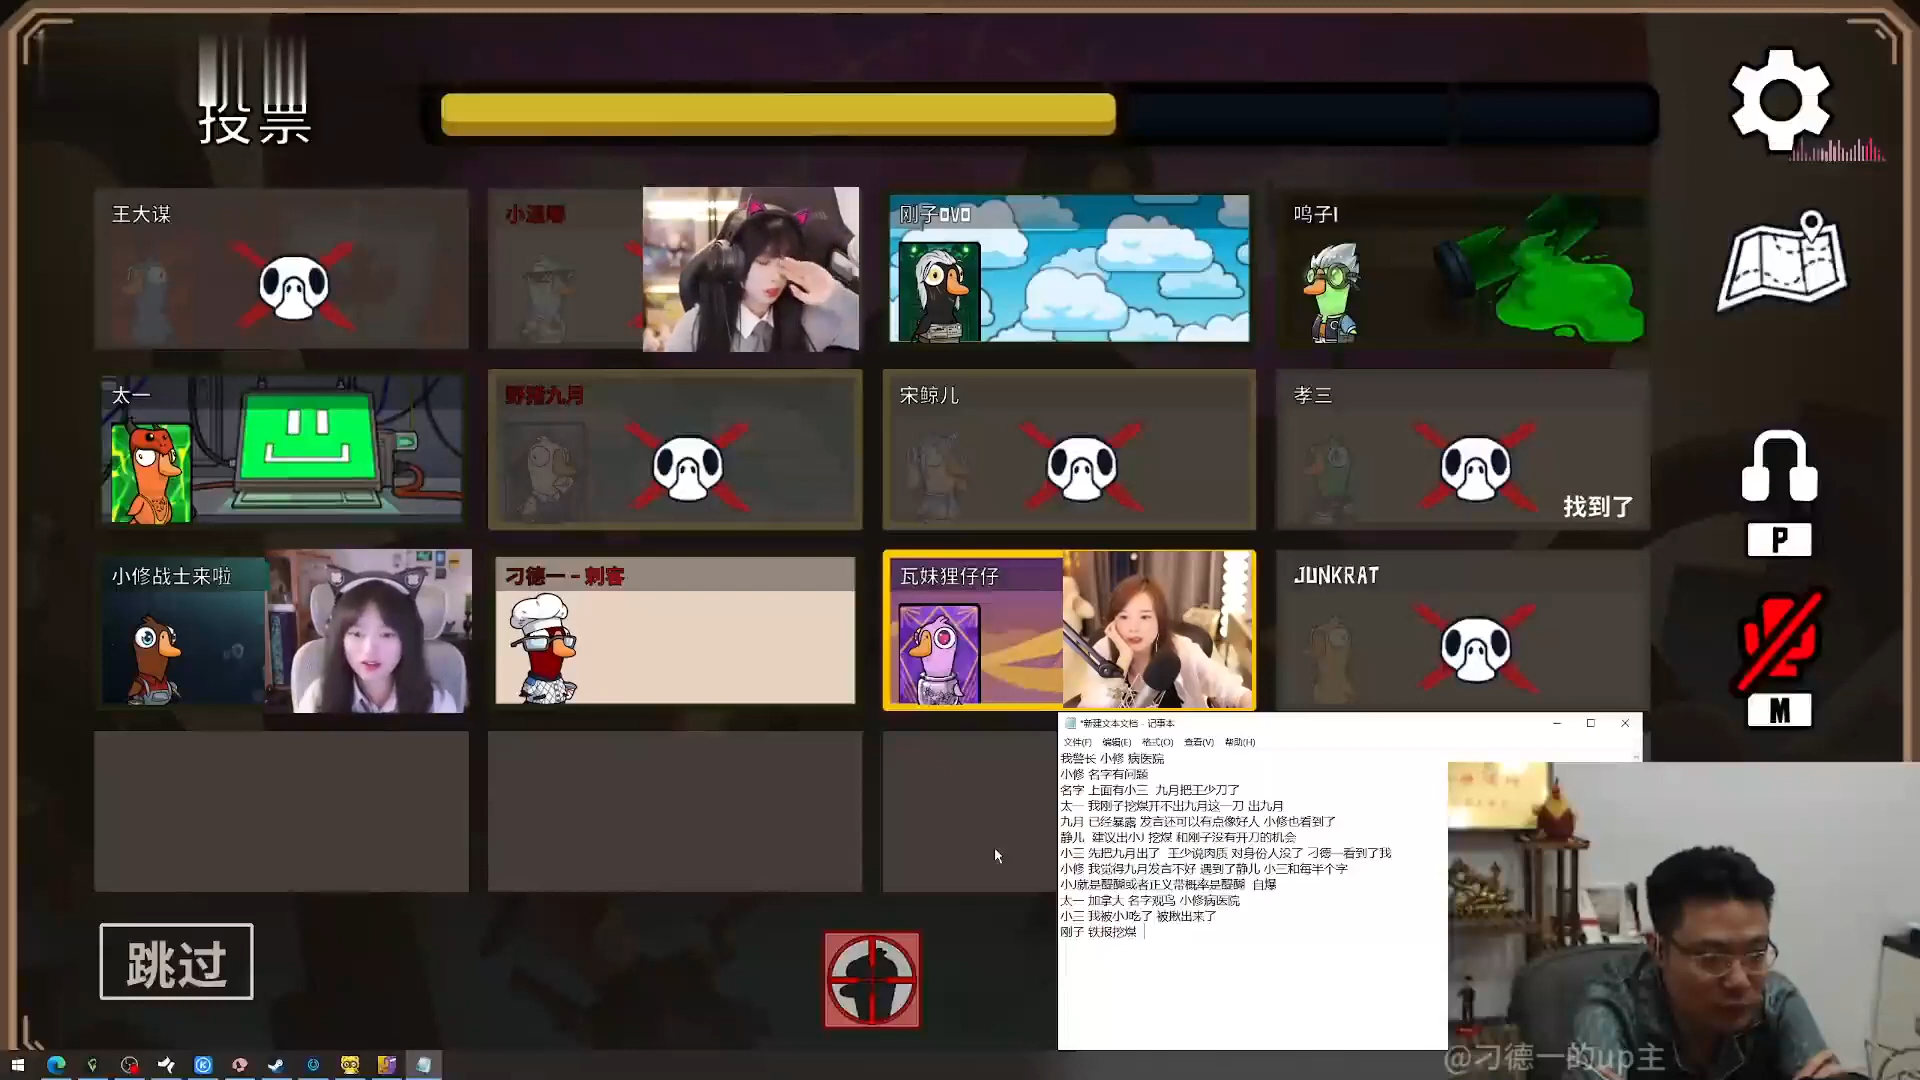 投票
王大谋
刚子OVO
鸣子I
太一
野猪九月
宋鲸儿
孝三
找到了
小修战士来啦
刁德一 - 刺客
瓦妹狸仔仔
JUNKRAT
P
M
*新建文本文档 - 记事本
文件(F) 编辑(E) 格式(O) 查看(V) 帮助(H)
我警长 小修 病医院
小修 名字有问题
名字 上面有小三 九月把王少刀了
太一 我刚子挖煤开不出九月这一刀 出九月
九月 已经暴露 发言还可以有点像好人 小修也看到了
静儿 建议出小J 挖煤 和刚子没有开刀的机会
小三 先把九月出了 王少说肉质 对身份人没了 刁德一看到了我
小修 我觉得九月发言不好 遇到了静儿 小三和每半个字
小J就是醍醐或者正义带概率是醍醐 自爆
太一 加拿大 名字观鸟 小修病医院
小三 我被小J吃了 被揪出来了
刚子 铁报挖煤
跳过
@刁德一的up主